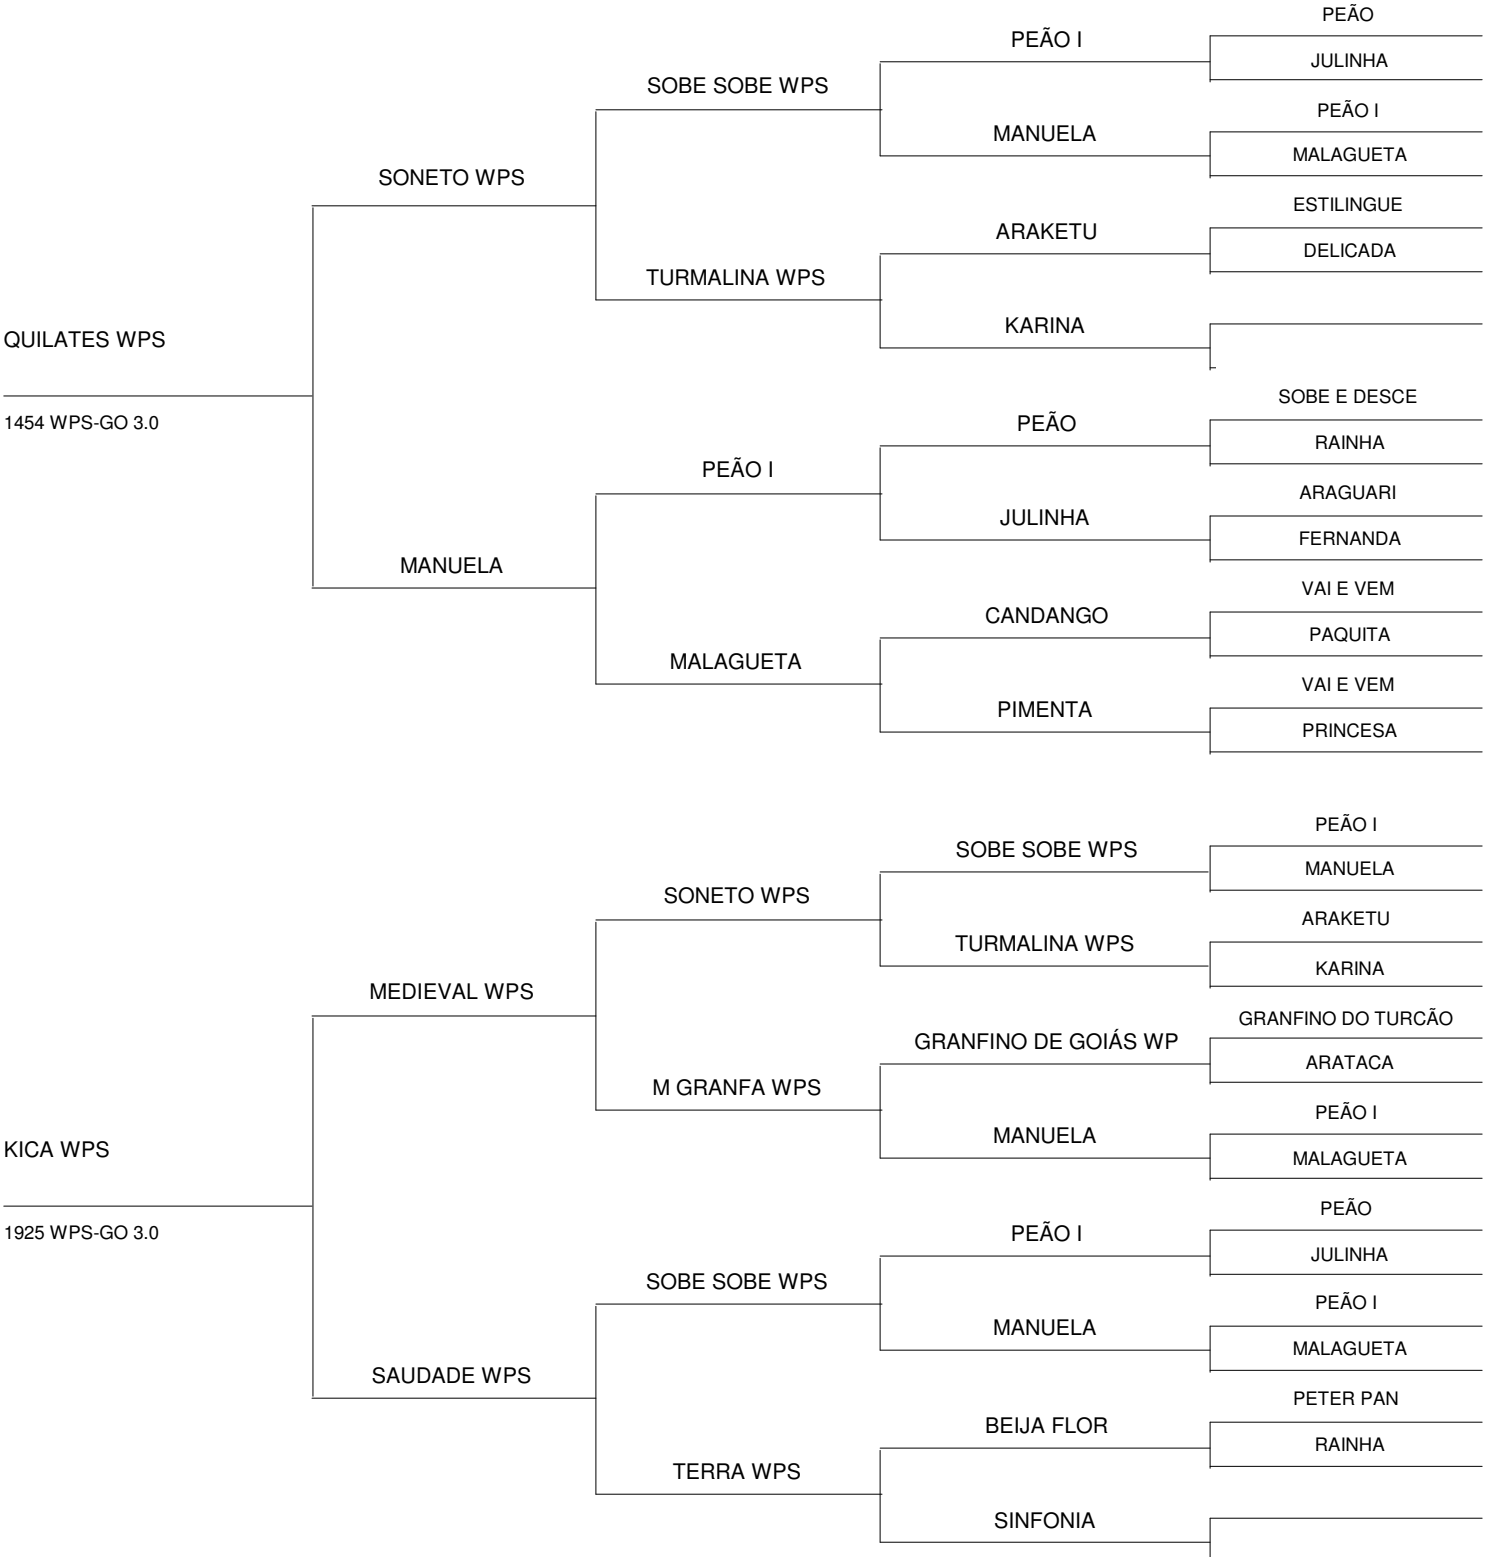 PEÃO
PEÃO I
JULINHA
SOBE SOBE WPS
PEÃO I
MANUELA
MALAGUETA
SONETO WPS
ESTILINGUE
ARAKETU
DELICADA
TURMALINA WPS
KARINA
QUILATES WPS
SOBE E DESCE
1454 WPS-GO 3.0
PEÃO
RAINHA
PEÃO I
ARAGUARI
JULINHA
FERNANDA
MANUELA
VAI E VEM
CANDANGO
PAQUITA
MALAGUETA
VAI E VEM
PIMENTA
PRINCESA
PEÃO I
SOBE SOBE WPS
MANUELA
SONETO WPS
ARAKETU
TURMALINA WPS
KARINA
MEDIEVAL WPS
GRANFINO DO TURCÃO
GRANFINO DE GOIÁS WP
ARATACA
M GRANFA WPS
PEÃO I
MANUELA
KICA WPS
MALAGUETA
PEÃO
1925 WPS-GO 3.0
PEÃO I
JULINHA
SOBE SOBE WPS
PEÃO I
MANUELA
MALAGUETA
SAUDADE WPS
PETER PAN
BEIJA FLOR
RAINHA
TERRA WPS
SINFONIA